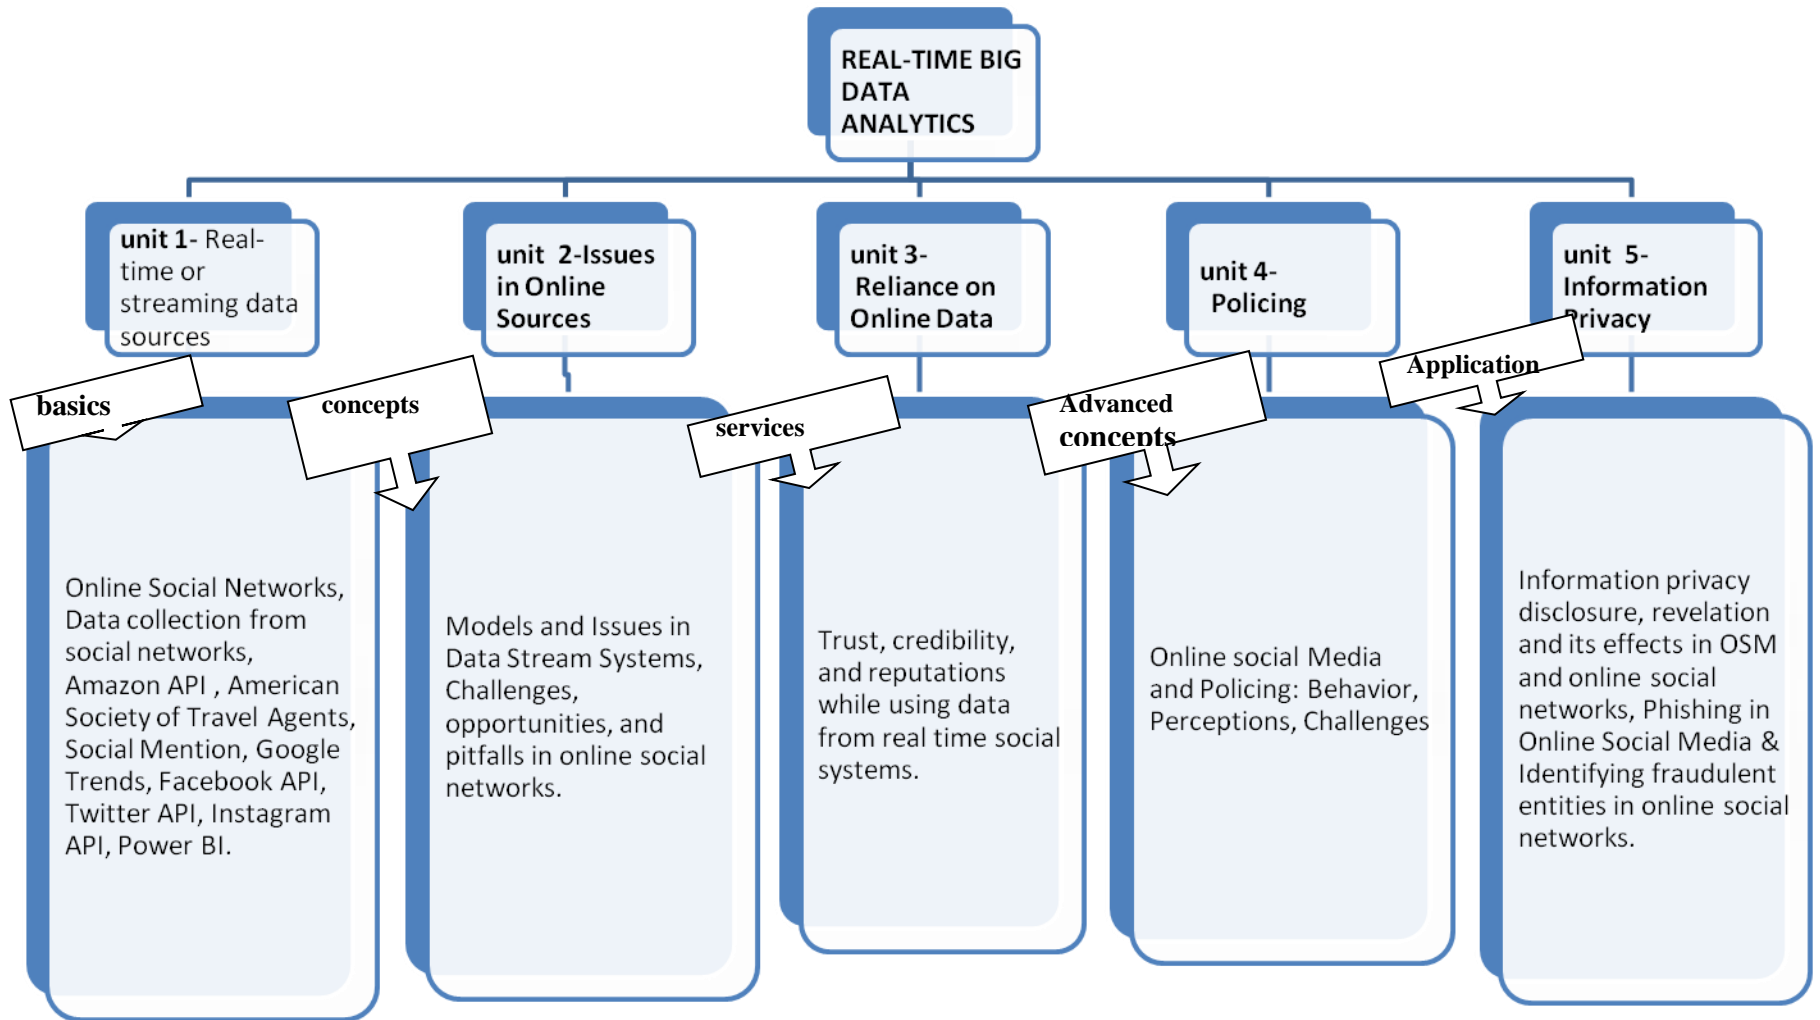 REAL-TIME BIG
DATA
ANALYTICS
unit 1- Real-
time or
streaming data
sources
unit 2-Issues
in Online
Sources
unit 3-
Reliance on
Online Data
unit 4-
Policing
unit 5-
Information
Privacy
basics
concepts
services
Advanced
concepts
Application
Online Social Networks,
Data collection from
social networks,
Amazon API , American
Society of Travel Agents,
Social Mention, Google
Trends, Facebook API,
Twitter API, Instagram
API, Power BI.
Models and Issues in
Data Stream Systems,
Challenges,
opportunities, and
pitfalls in online social
networks.
Trust, credibility,
and reputations
while using data
from real time social
systems.
Online social Media
and Policing: Behavior,
Perceptions, Challenges
Information privacy
disclosure, revelation
and its effects in OSM
and online social
networks, Phishing in
Online Social Media &
Identifying fraudulent
entities in online social
networks.